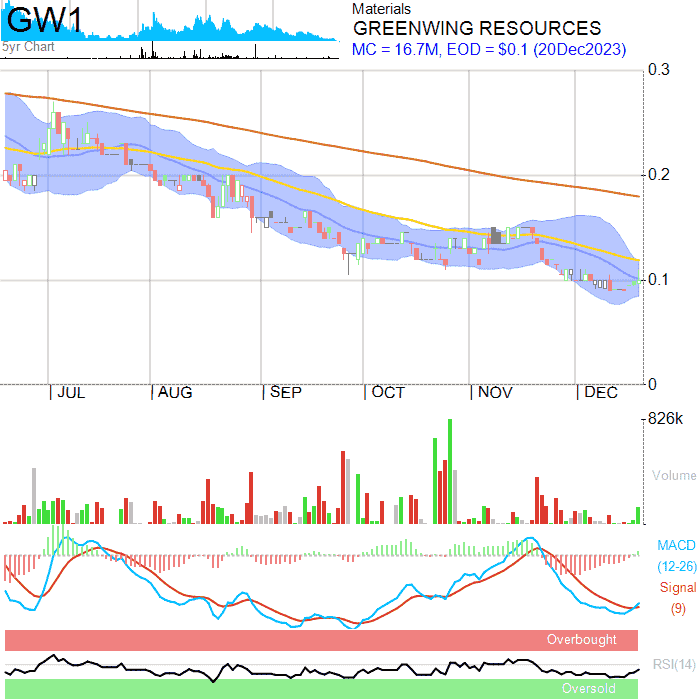 GW1
5yr Chart
Materials
GREENWING RESOURCES
MC = 16.7M, EOD = $0.1 (20Dec2023)
0.3
0.2
0.1
0
JUL AUG SEP OCT NOV DEC
826k
Volume
MACD
(12-26)
Signal
(9)
Overbought
RSI(14)
Oversold